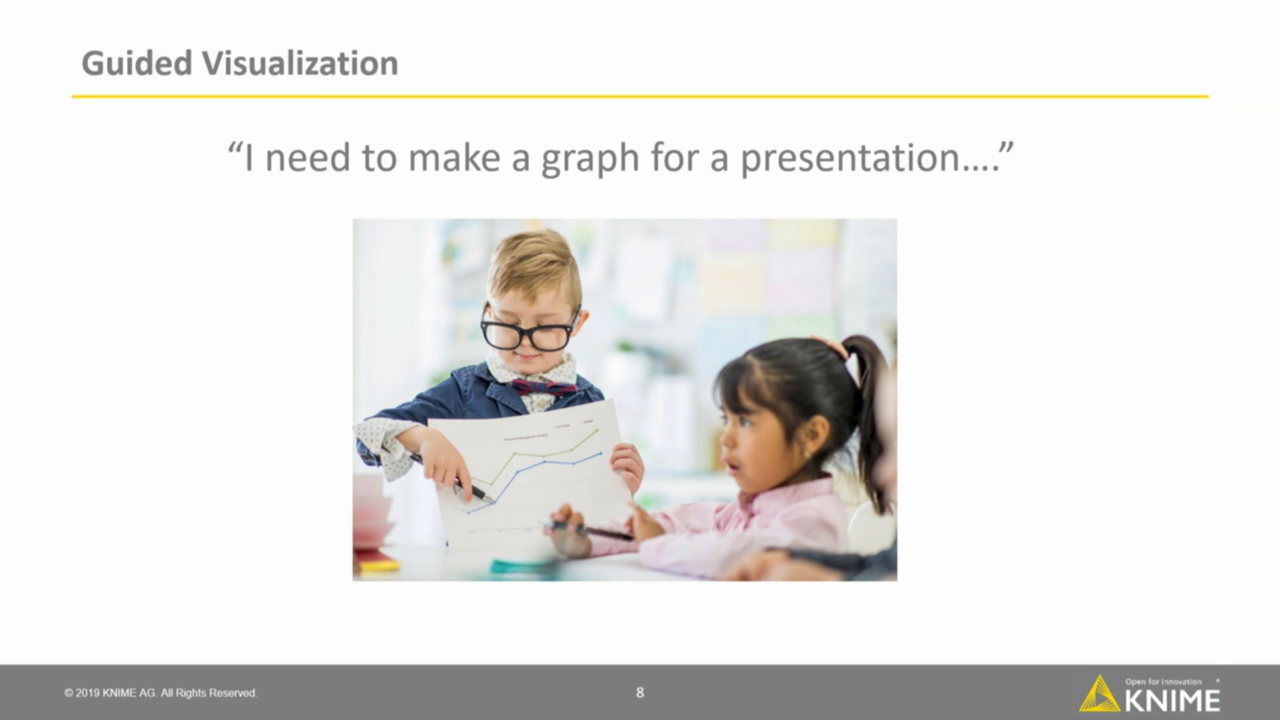 Guided Visualization
“I need to make a graph for a presentation....”
© 2019 KNIME AG. All Rights Reserved.
8
Open for Innovation ®
KNIME